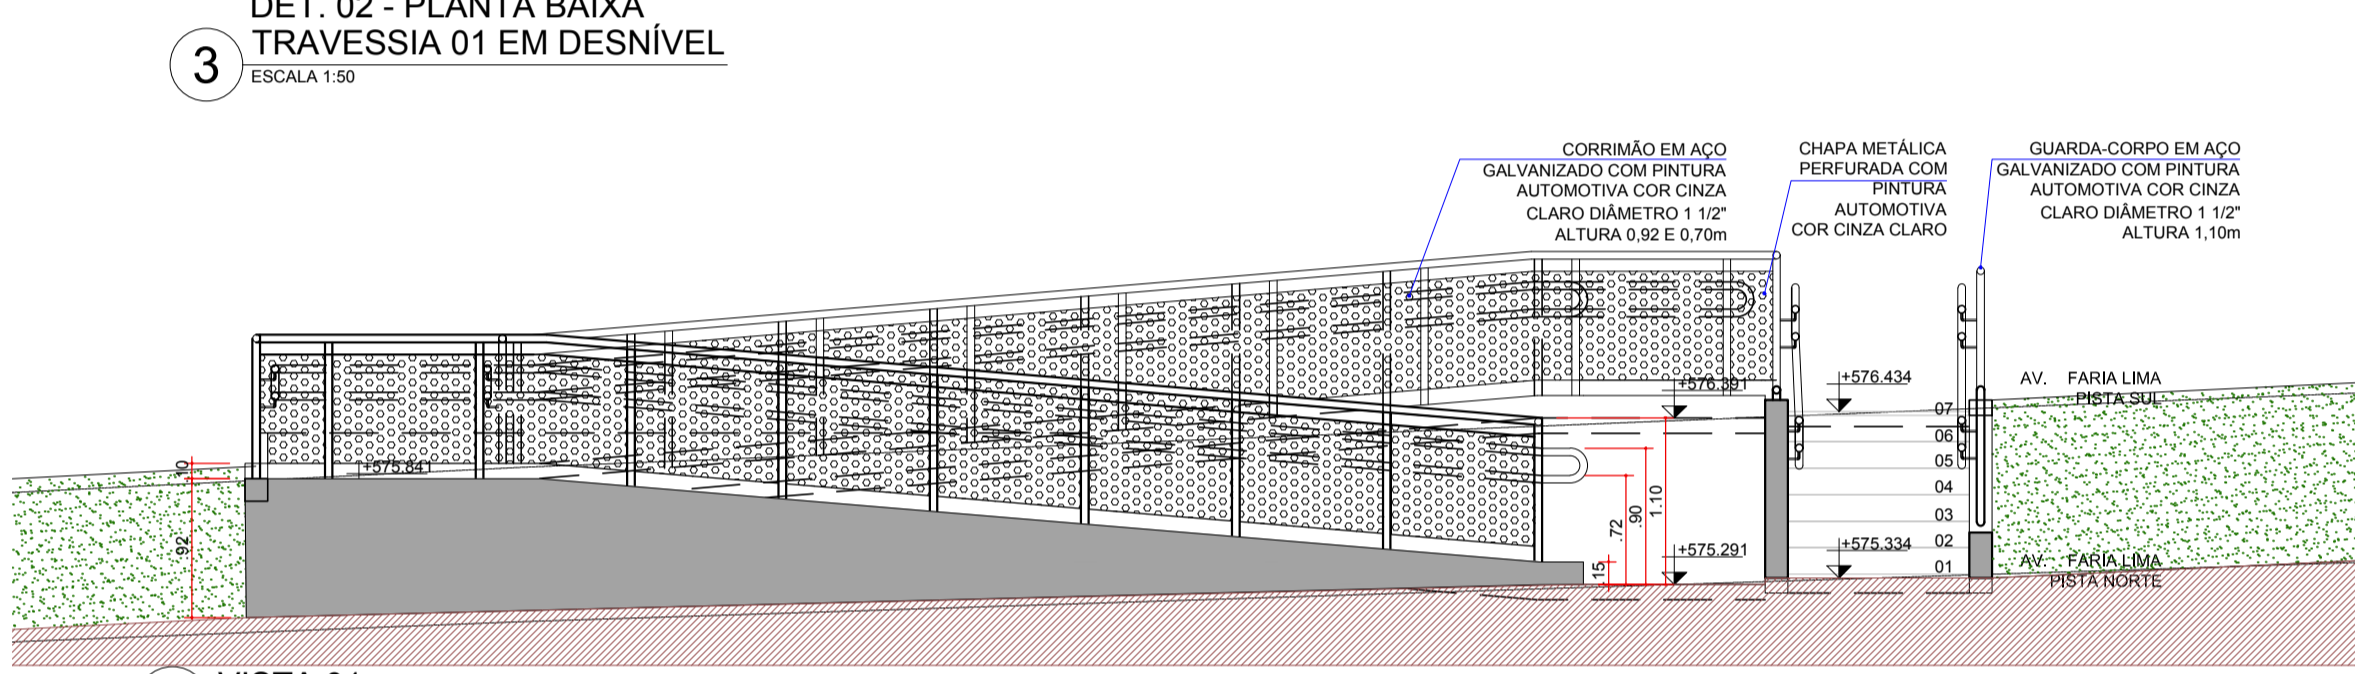 DET. 02 - PLANTA BAIXA
3
TRAVESSIA 01 EM DESNÍVEL
ESCALA 1:50
CORRIMÃO EM AÇO
GALVANIZADO COM PINTURA
AUTOMOTIVA COR CINZA
CLARO DIÂMETRO 1 1/2"
ALTURA 0,92 E 0,70m
CHAPA METÁLICA
PERFURADA COM
PINTURA
AUTOMOTIVA
COR CINZA CLARO
GUARDA-CORPO EM AÇO
GALVANIZADO COM PINTURA
AUTOMOTIVA COR CINZA
CLARO DIÂMETRO 1 1/2"
ALTURA 1,10m
+576.391
+576.434
AV. FARIA LIMA
PISTA SUL
07
06
05
04
03
02
01
+575.841
.92
.72
.90
1.10
.15
+575.291
+575.334
AV. FARIA LIMA
PISTA NORTE
VISTA 01